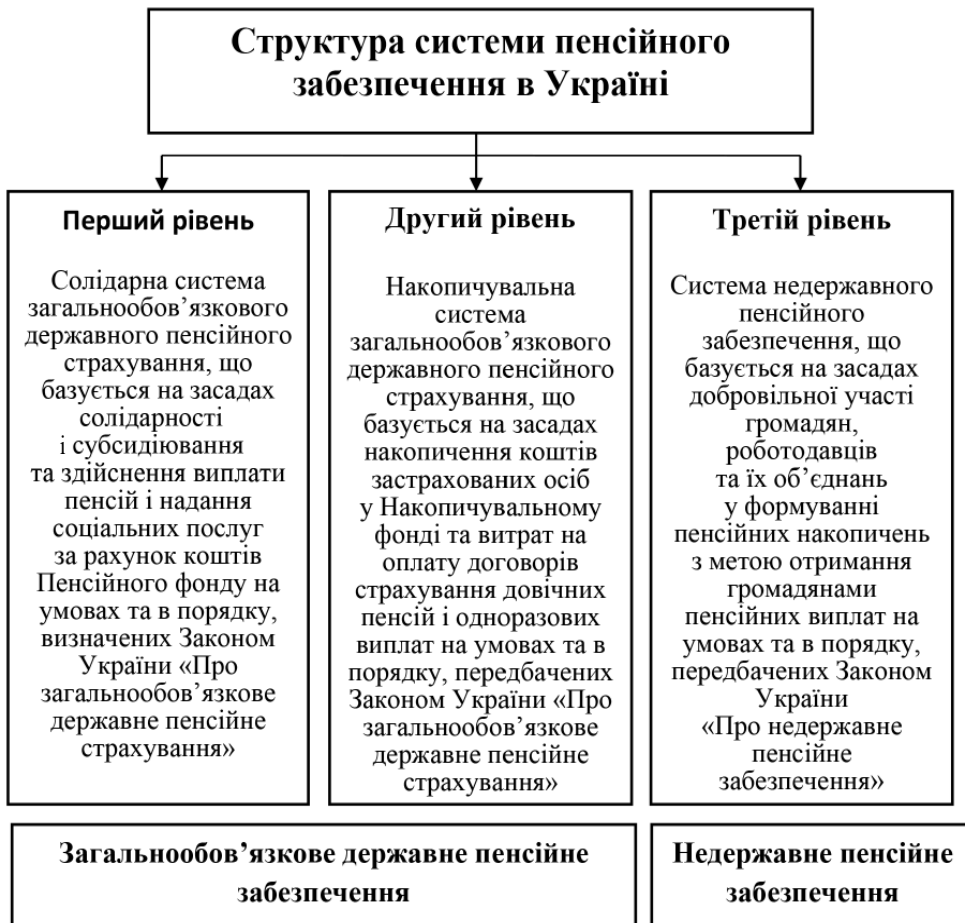 Структура системи пенсійного
забезпечення в Україні
Перший рівень
Солідарна система
загальнообов’язкового
державного пенсійного
страхування, що
базується на засадах
солідарності
і субсидіювання
та здійснення виплати
пенсій і надання
соціальних послуг
за рахунок коштів
Пенсійного фонду на
умовах та в порядку,
визначених Законом
України «Про
загальнообов’язкове
державне пенсійне
страхування»
Другий рівень
Накопичувальна
система
загальнообов’язкового
державного пенсійного
страхування, що
базується на засадах
накопичення коштів
застрахованих осіб
у Накопичувальному
фонді та витрат на
оплату договорів
страхування довічних
пенсій і одноразових
виплат на умовах та в
порядку, передбачених
Законом України «Про
загальнообов’язкове
державне пенсійне
страхування»
Третій рівень
Система недержавного
пенсійного
забезпечення, що
базується на засадах
добровільної участі
громадян,
роботодавців
та їх об’єднань
у формуванні
пенсійних накопичень
з метою отримання
громадянами
пенсійних виплат на
умовах та в порядку,
передбачених Законом
України
«Про недержавне
пенсійне
забезпечення»
Загальнообов’язкове державне пенсійне
забезпечення
Недержавне пенсійне
забезпечення